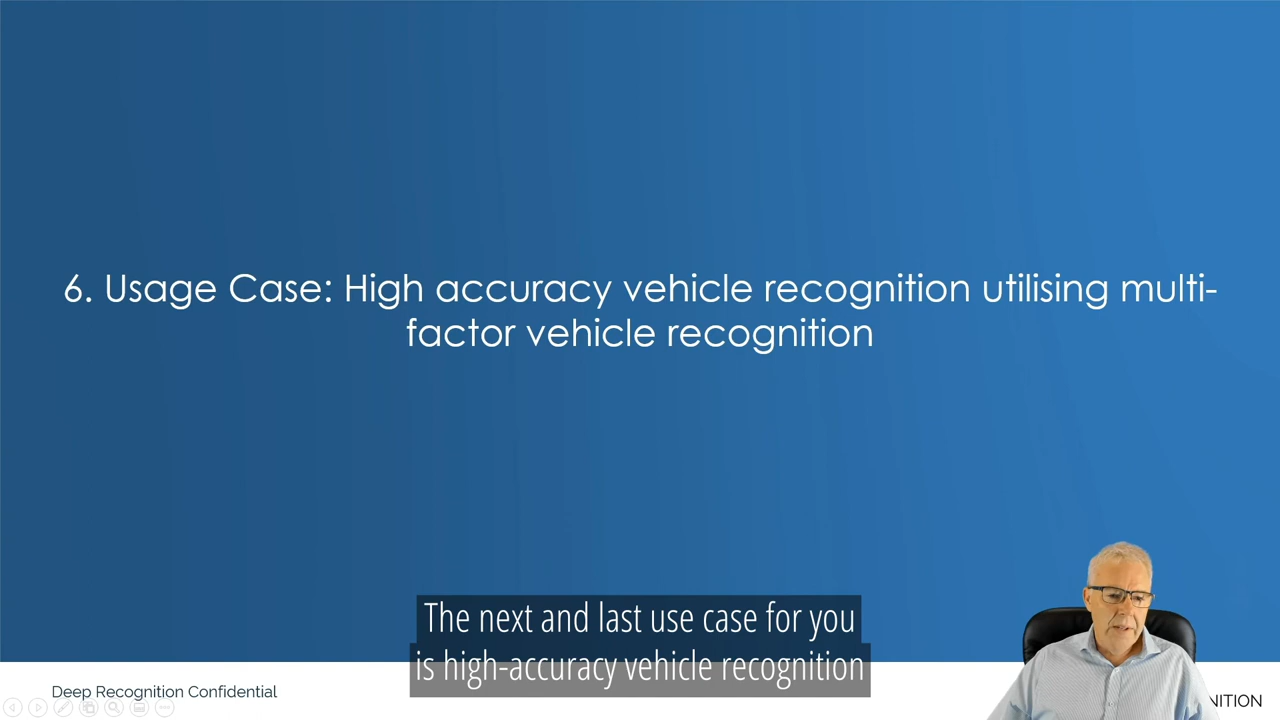 6. Usage Case: High accuracy vehicle recognition utilising multi-
factor vehicle recognition
The next and last use case for you
is high-accuracy vehicle recognition
Deep Recognition Confidential
NITION